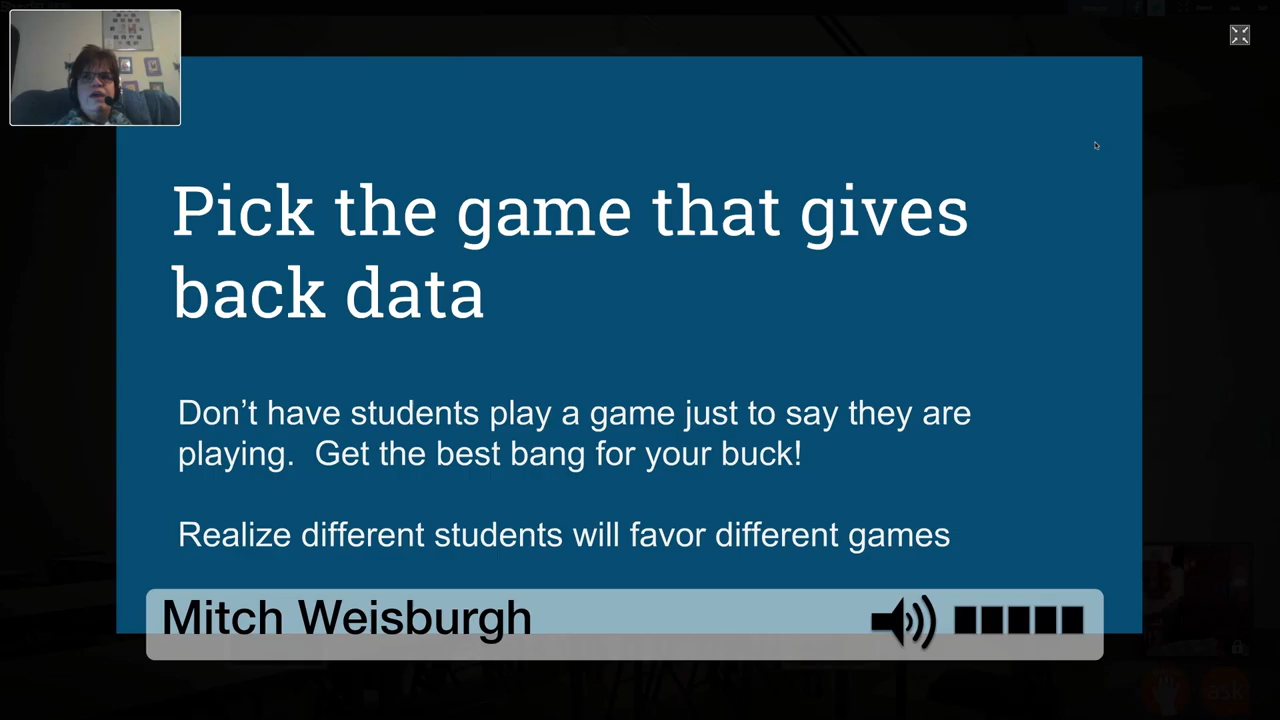 Pick the game that gives
back data
Don’t have students play a game just to say they are
playing.  Get the best bang for your buck!
Realize different students will favor different games
Mitch Weisburgh
ask